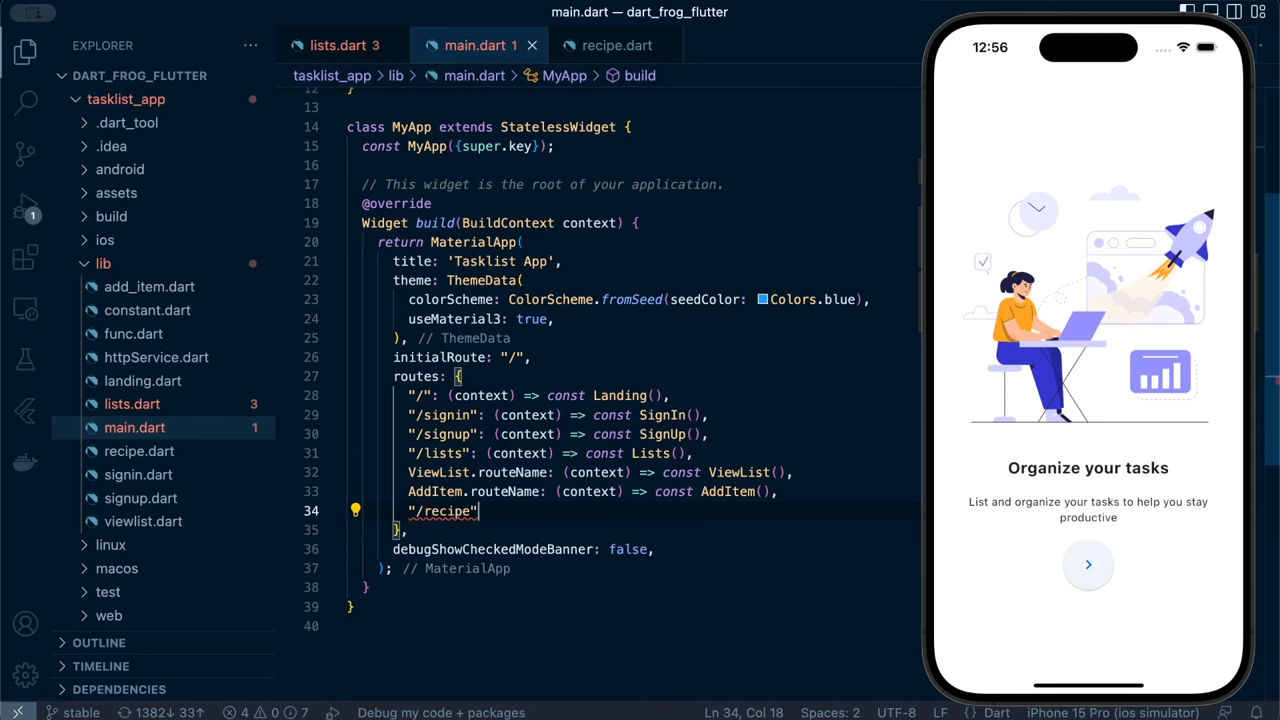 main.dart — dart_frog_flutter
EXPLORER
DART_FROG_FLUTTER
tasklist_app
.dart_tool
.idea
android
assets
build
ios
lib
add_item.dart
constant.dart
func.dart
httpService.dart
landing.dart
lists.dart 3
main.dart 1
recipe.dart
signin.dart
signup.dart
viewlist.dart
linux
macos
test
web
OUTLINE
TIMELINE
DEPENDENCIES
1
lists.dart 3
main.dart 1
recipe.dart
tasklist_app > lib > main.dart > MyApp > build
12 }
13
14 class MyApp extends StatelessWidget {
15 const MyApp({super.key});
16
17 // This widget is the root of your application.
18 @override
19 Widget build(BuildContext context) {
20 return MaterialApp(
21 title: 'Tasklist App',
22 theme: ThemeData(
23 colorScheme: ColorScheme.fromSeed(seedColor: Colors.blue),
24 useMaterial3: true,
25 ), // ThemeData
26 initialRoute: "/",
27 routes: {
28 "/": (context) => const Landing(),
29 "/signin": (context) => const SignIn(),
30 "/signup": (context) => const SignUp(),
31 "/lists": (context) => const Lists(),
32 ViewList.routeName: (context) => const ViewList(),
33 AddItem.routeName: (context) => const AddItem(),
34 "/recipe"
35 },
36 debugShowCheckedModeBanner: false,
37 ); // MaterialApp
38 }
39 }
40
12:56
Organize your tasks
List and organize your tasks to help you stay
productive
stable 1382↓ 33↑ 4 0 7 Debug my code + packages Ln 34, Col 18 Spaces: 2 UTF-8 LF {} Dart iPhone 15 Pro (ios simulator)